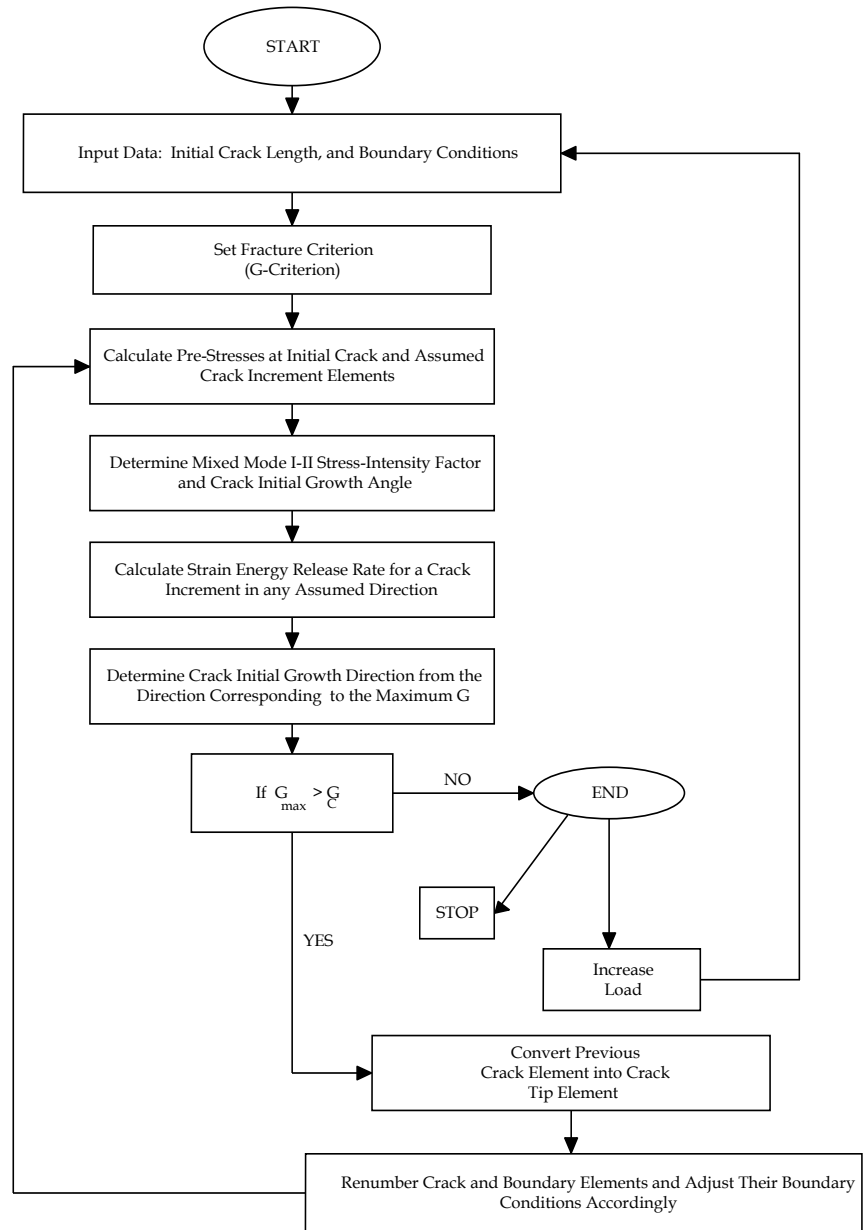 START
Input Data: Initial Crack Length, and Boundary Conditions
Set Fracture Criterion
(G-Criterion)
Calculate Pre-Stresses at Initial Crack and Assumed
Crack Increment Elements
Determine Mixed Mode I-II Stress-Intensity Factor
and Crack Initial Growth Angle
Calculate Strain Energy Release Rate for a Crack
Increment in any Assumed Direction
Determine Crack Initial Growth Direction from the
Direction Corresponding to the Maximum G
If G max > G C
NO
END
STOP
YES
Increase
Load
Convert Previous
Crack Element into Crack
Tip Element
Renumber Crack and Boundary Elements and Adjust Their Boundary
Conditions Accordingly